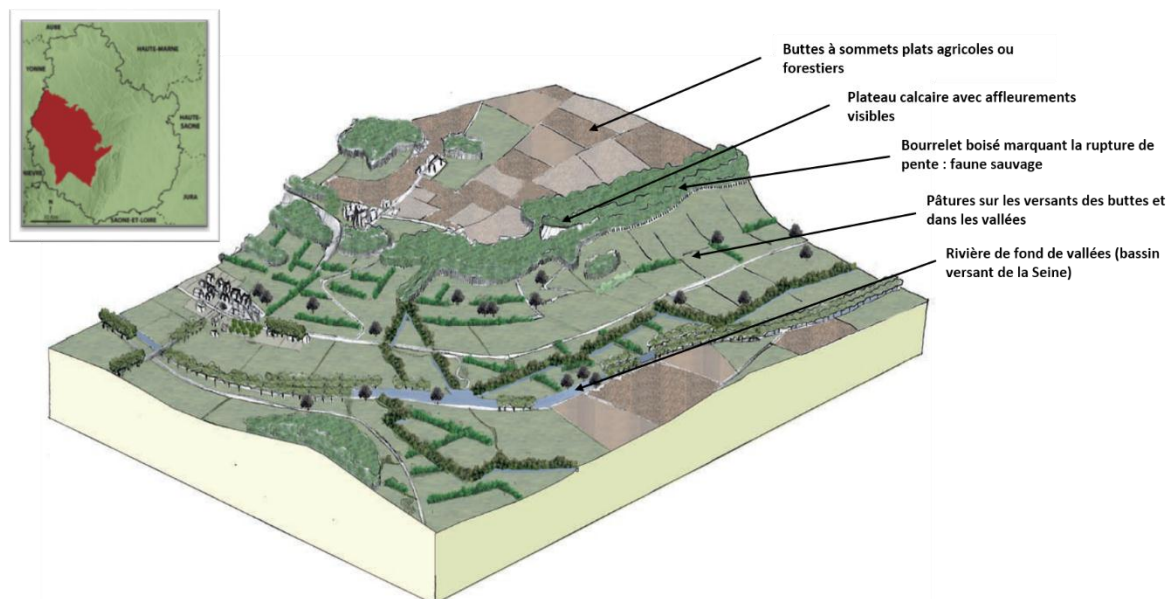 AUBE
HAUTE-MARNE
YONNE
HAUTE-
SAONE
NIEVRE
JURA
SAONE-ET-LOIRE
Buttes à sommets plats agricoles ou
forestiers
Plateau calcaire avec affleurements
visibles
Bourrelet boisé marquant la rupture de
pente : faune sauvage
Pâtures sur les versants des buttes et
dans les vallées
Rivière de fond de vallées (bassin
versant de la Seine)